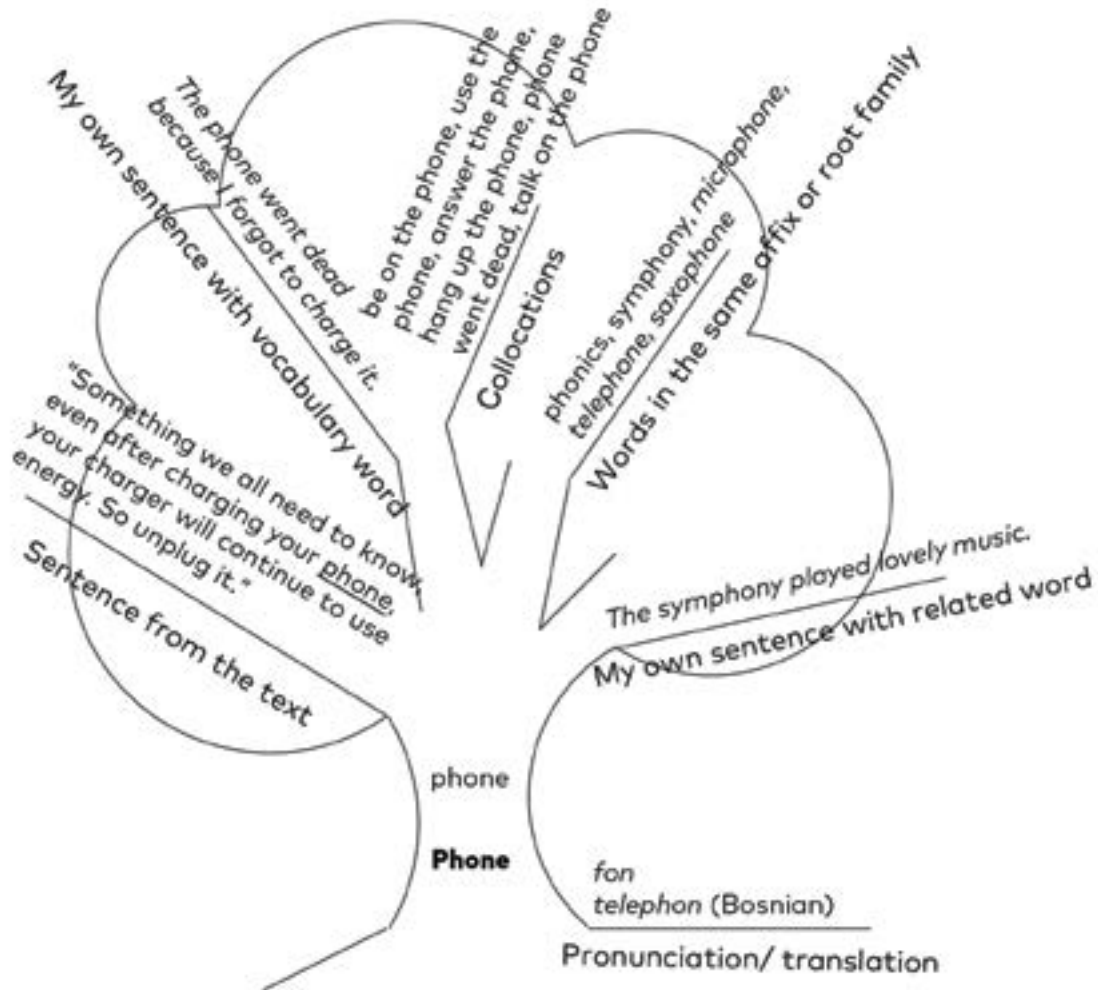 The phone went dead
because I forgot to charge it.
My own sentence with vocabulary word
be on the phone, use the
phone, answer the phone,
hang up the phone, phone
went dead, talk on the phone
Collocations
phonics, symphony, microphone,
telephone, saxophone
Words in the same affix or root family
"Something we all need to know,
even after charging your phone,
your charger will continue to use
energy. So unplug it."
Sentence from the text
The symphony played lovely music.
My own sentence with related word
phone
Phone
fon
telephon (Bosnian)
Pronunciation/ translation